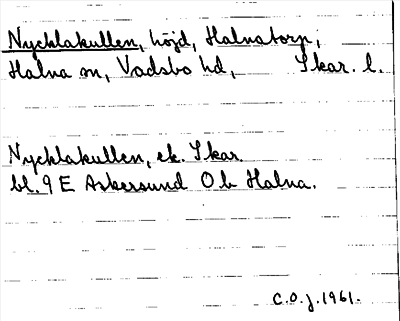 Nycklakullen, höjd, Halnatorp,
Halna sn, Vadsbo hd, Skar. l.
Nycklakullen, ek. Skar.
bl. 9 E Askersund O b Halna.
C.O.J. 1961.